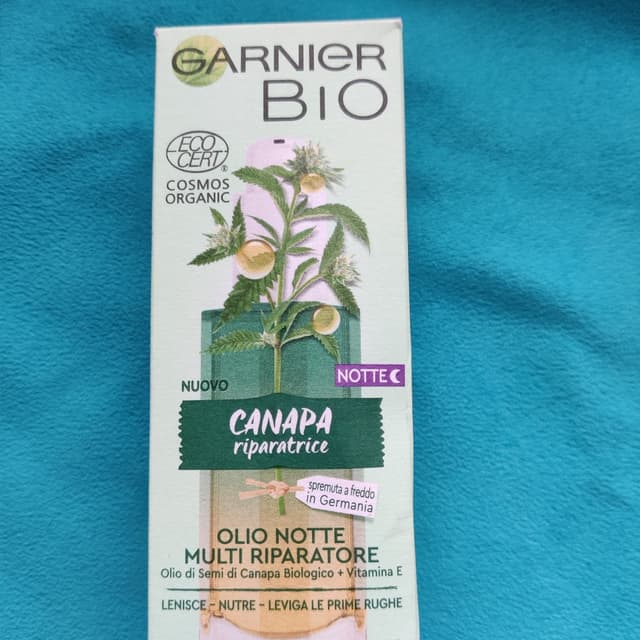 GARNIER
BIO
ECO
CERT
®
COSMOS
ORGANIC
NOTTE
NUOVO
CANAPA
riparatrice
spremuta a freddo
in Germania
OLIO NOTTE
MULTI RIPARATORE
Olio di Semi di Canapa Biologico + Vitamina E
LENISCE - NUTRE - LEVIGA LE PRIME RUGHE